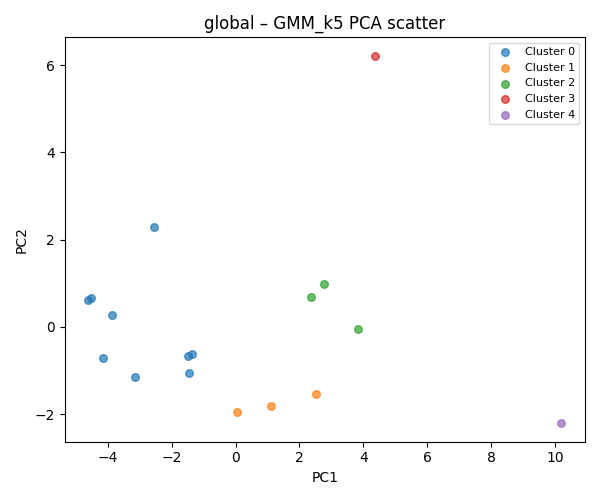 global – GMM_k5 PCA scatter
Cluster 0
Cluster 1
Cluster 2
Cluster 3
Cluster 4
PC2
6
4
2
0
−2
−4 −2 0 2 4 6 8 10
PC1